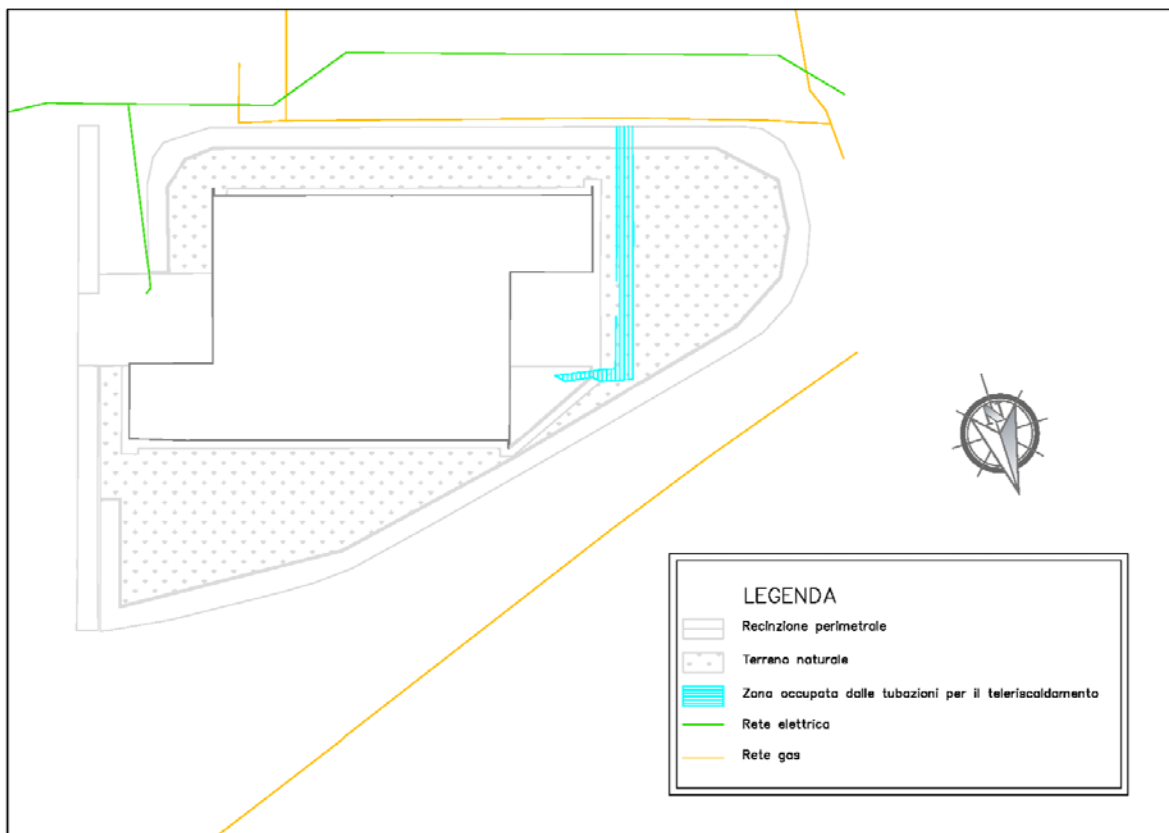 N
LEGENDA
Recinzione perimetrale
Terreno naturale
Zona occupata dalle tubazioni per il teleriscaldamento
Rete elettrica
Rete gas